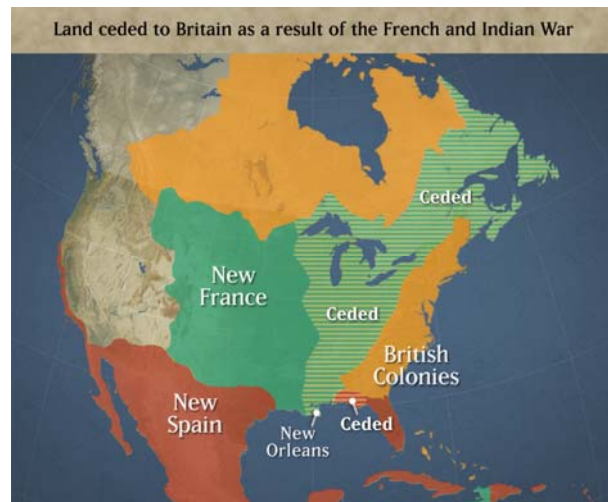 Land ceded to Britain as a result of the French and Indian War
Ceded
New
France
Ceded
British
Colonies
New
Spain
New
Orleans
Ceded